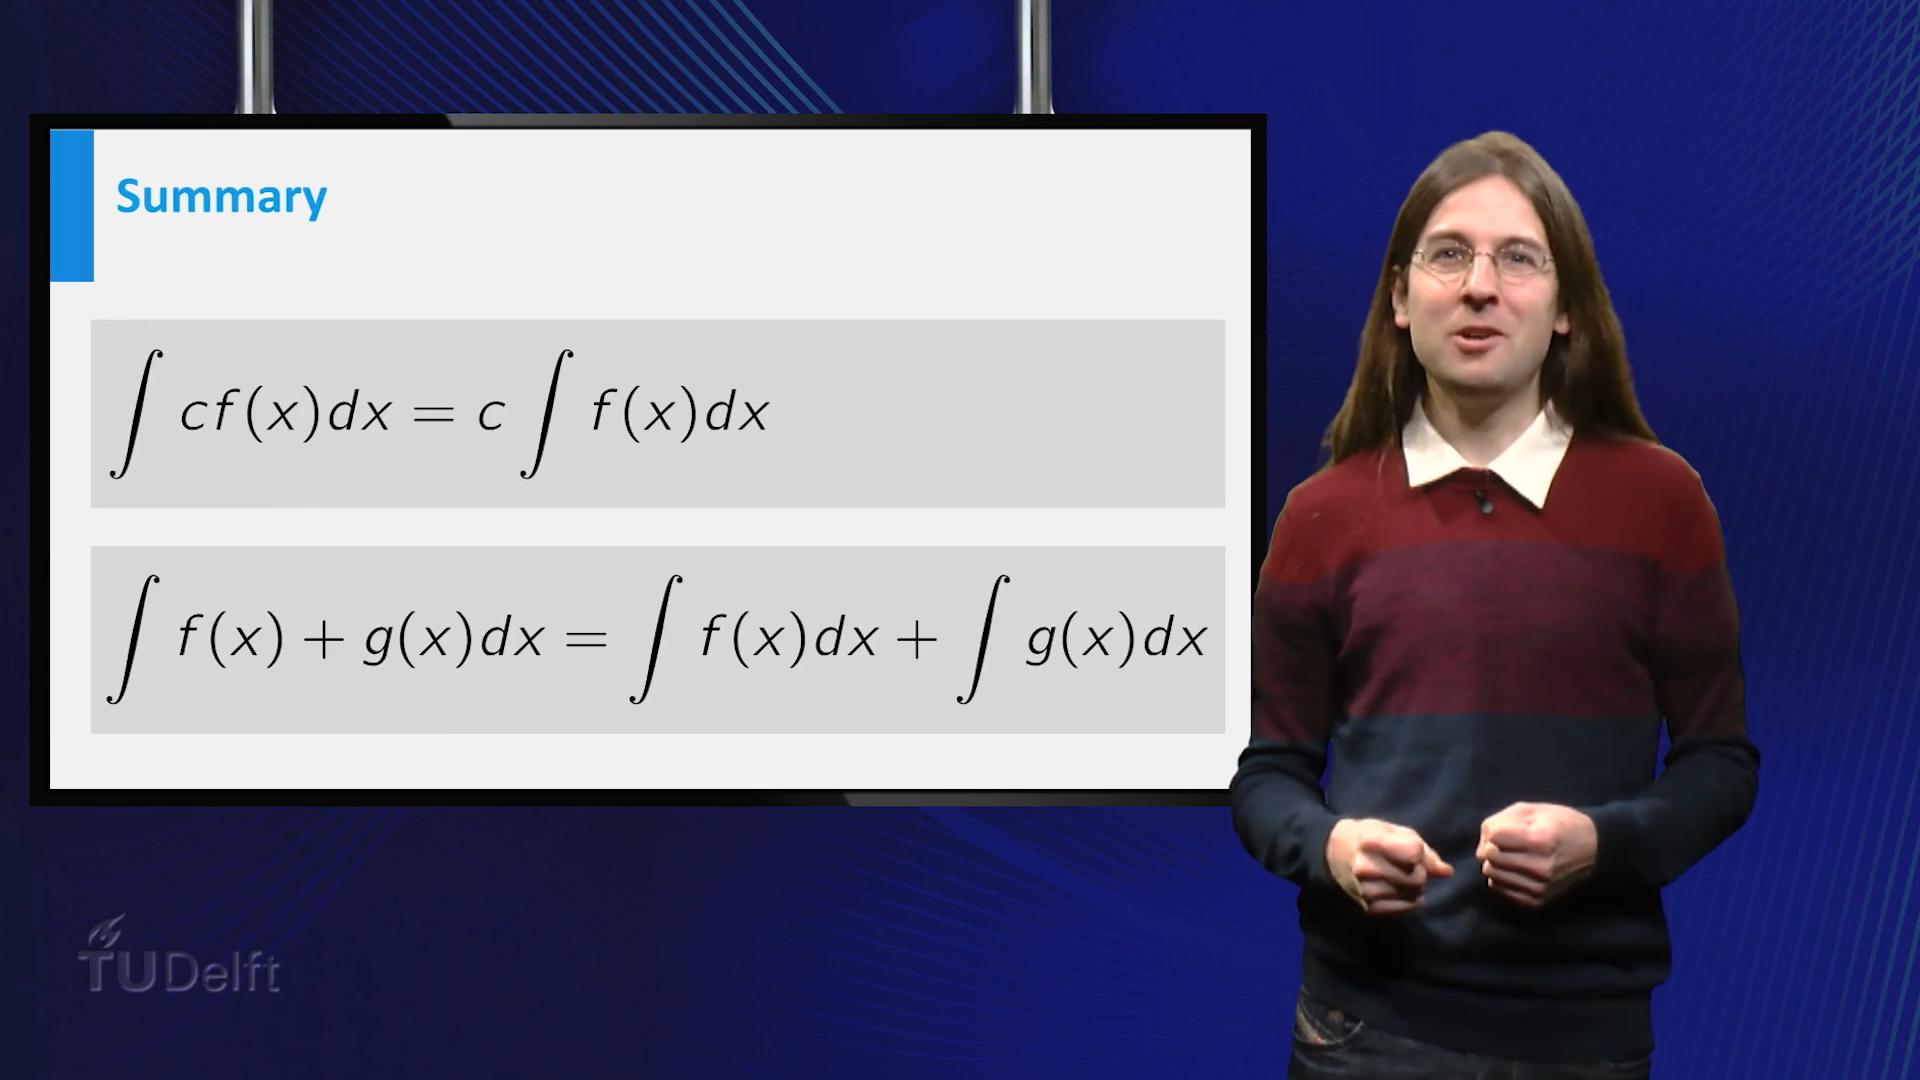 Summary
∫ cf(x)dx = c ∫ f(x)dx
∫ f(x) + g(x)dx = ∫ f(x)dx + ∫ g(x)dx
TUDelft